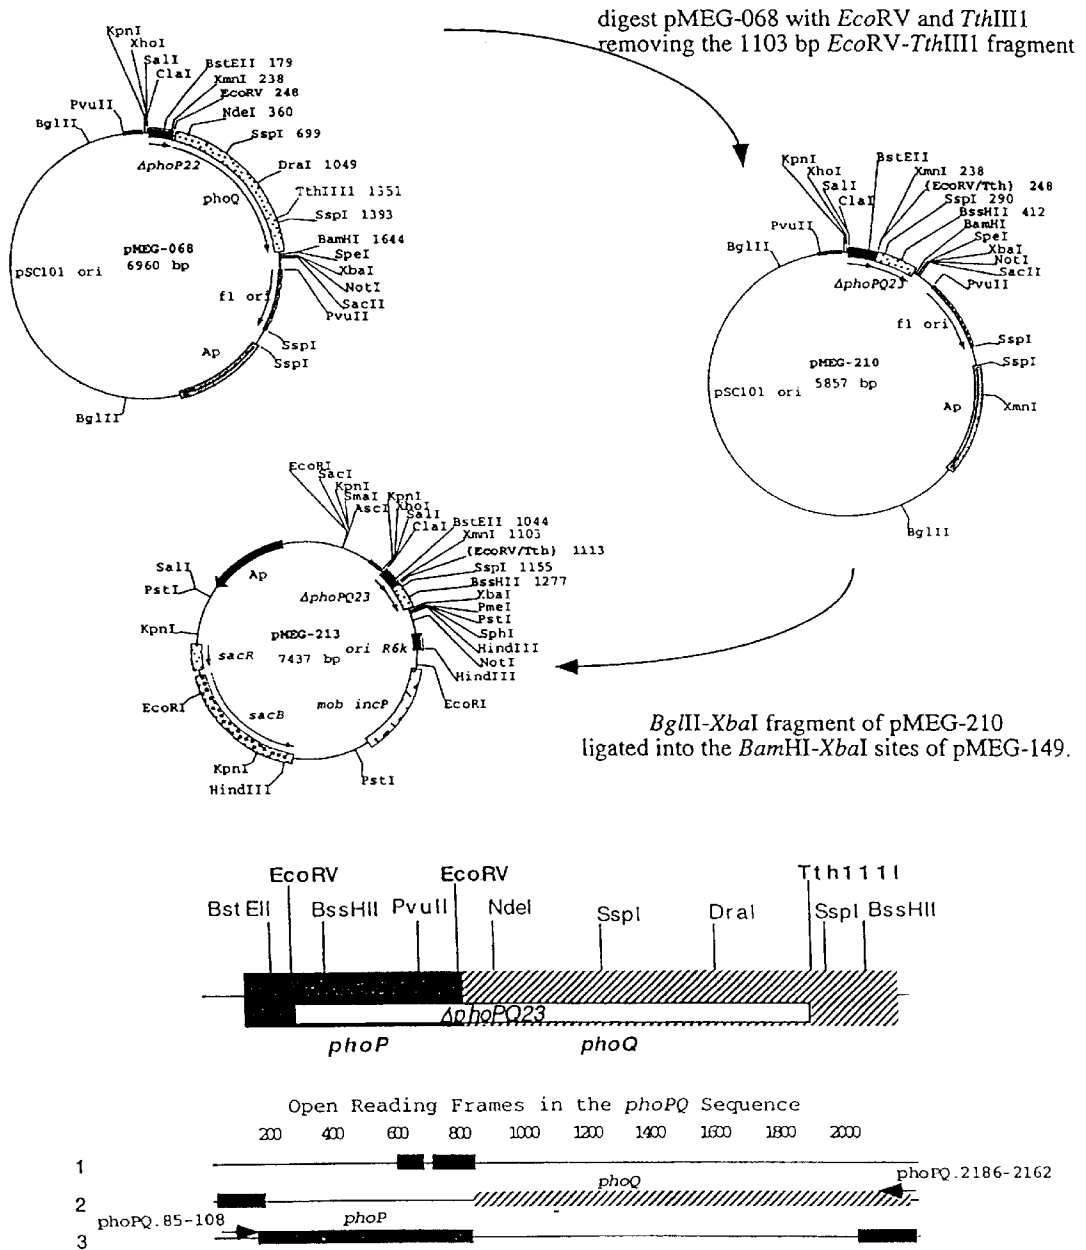 digest pMEG-068 with EcoRV and TthIII1
removing the 1103 bp EcoRV-TthIII1 fragment
KpnI
XhoI
SalI
ClaI
BstEII 179
XmnI 238
EcoRV 248
NdeI 360
SspI 699
DraI 1049
TthIII1 1351
SspI 1393
BamHI 1644
SpeI
XbaI
NotI
SacII
PvuII
SspI
SspI
PvuII
BglII
ΔphoP22
phoQ
pMEG-068
6960 bp
pSC101 ori
f1 ori
Ap
BglII
KpnI
XhoI
SalI
ClaI
BstEII
XmnI 238
(EcoRV/Tth) 248
SspI 290
BssHII 412
BamHI
SpeI
XbaI
NotI
SacII
PvuII
PvuII
BglII
ΔphoPQ23
f1 ori
SspI
SspI
pMEG-210
5857 bp
pSC101 ori
Ap
XmnI
BglII
EcoRI
SacI
KpnI
SmaI
AscI
KpnI
XhoI
SalI
ClaI
BstEII 1044
XmnI 1103
(EcoRV/Tth) 1113
SspI 1155
BssHII 1277
XbaI
PmeI
PstI
SphI
HindIII
NotI
HindIII
EcoRI
SalI
PstI
Ap
ΔphoPQ23
KpnI
pMEG-213
7437 bp
ori R6k
sacR
sacB
mob incP
EcoRI
KpnI
HindIII
PstI
BglII-XbaI fragment of pMEG-210
ligated into the BamHI-XbaI sites of pMEG-149.
EcoRV EcoRV Tth111I
BstEII BssHII PvuII NdeI SspI DraI SspI BssHII
ΔphoPQ23
phoP phoQ
Open Reading Frames in the phoPQ Sequence
200 400 600 800 1000 1200 1400 1600 1800 2000
1
phoPQ.2186-2162
phoQ
2
phoPQ.85-108
phoP
3